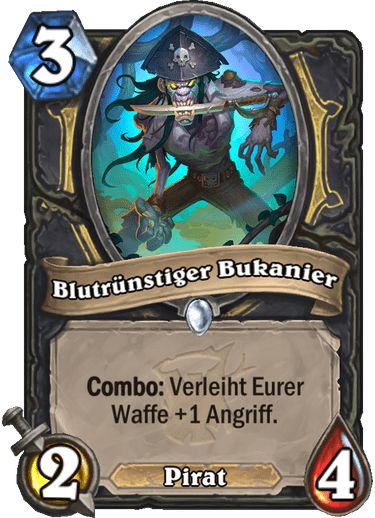 3
Blutrünstiger Bukanier
Combo: Verleiht Eurer
Waffe +1 Angriff.
2
Pirat
4